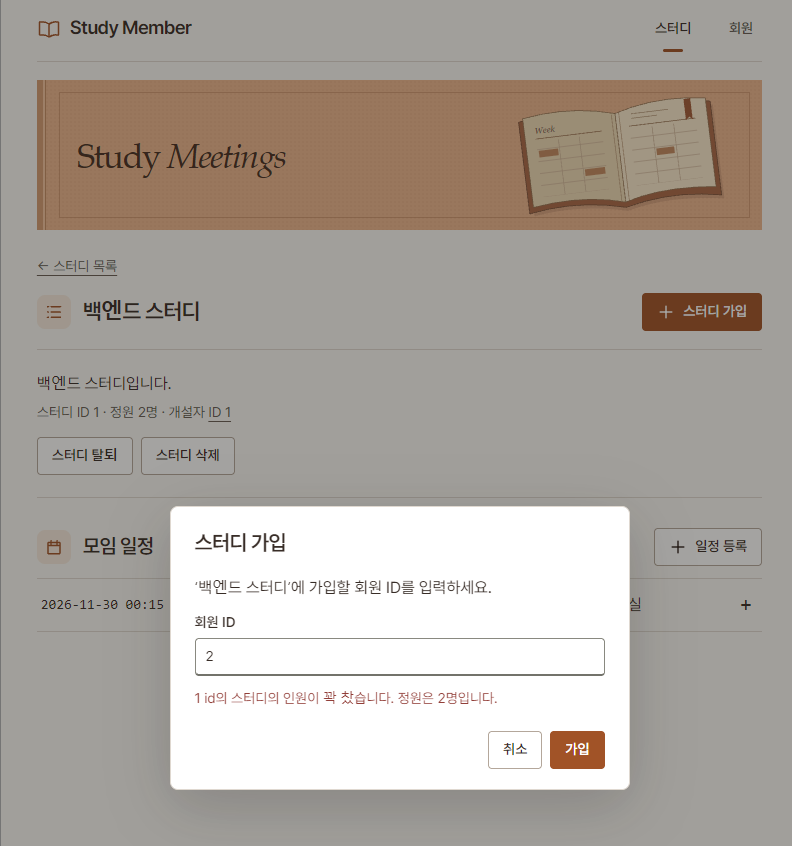 Study Member
스터디
회원
Study Meetings
Week
← 스터디 목록
백엔드 스터디
+ 스터디 가입
백엔드 스터디입니다.
스터디 ID 1 · 정원 2명 · 개설자 ID 1
스터디 탈퇴
스터디 삭제
모임 일정
+ 일정 등록
2026-11-30 00:15
실
+
스터디 가입
‘백엔드 스터디’에 가입할 회원 ID를 입력하세요.
회원 ID
2
1 id의 스터디의 인원이 꽉 찼습니다. 정원은 2명입니다.
취소
가입